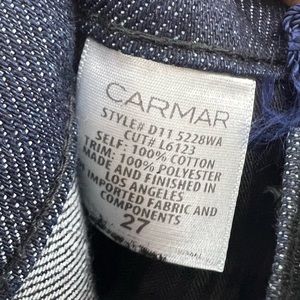 CARMAR
STYLE# D11 5228WA
CUT# L6123
SELF: 100% COTTON
TRIM: 100% POLYESTER
MADE AND FINISHED IN
LOS ANGELES
OF IMPORTED FABRIC AND
COMPONENTS
27